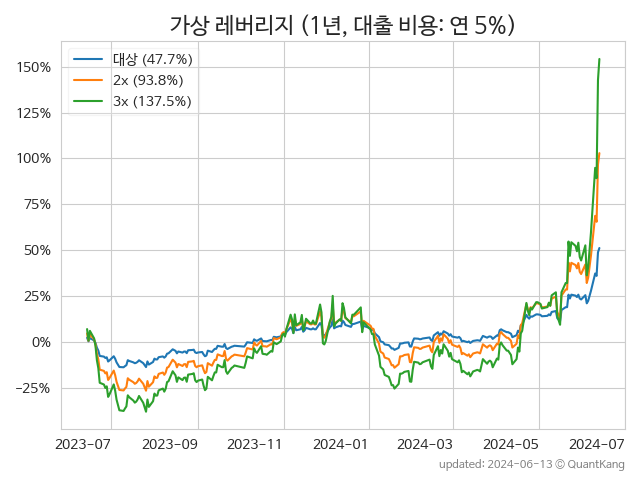 가상 레버리지 (1년, 대출 비용: 연 5%)
대상 (47.7%)
2x (93.8%)
3x (137.5%)
150%
125%
100%
75%
50%
25%
0%
−25%
2023-07 2023-09 2023-11 2024-01 2024-03 2024-05 2024-07
updated: 2024-06-13 ⓒ QuantKang